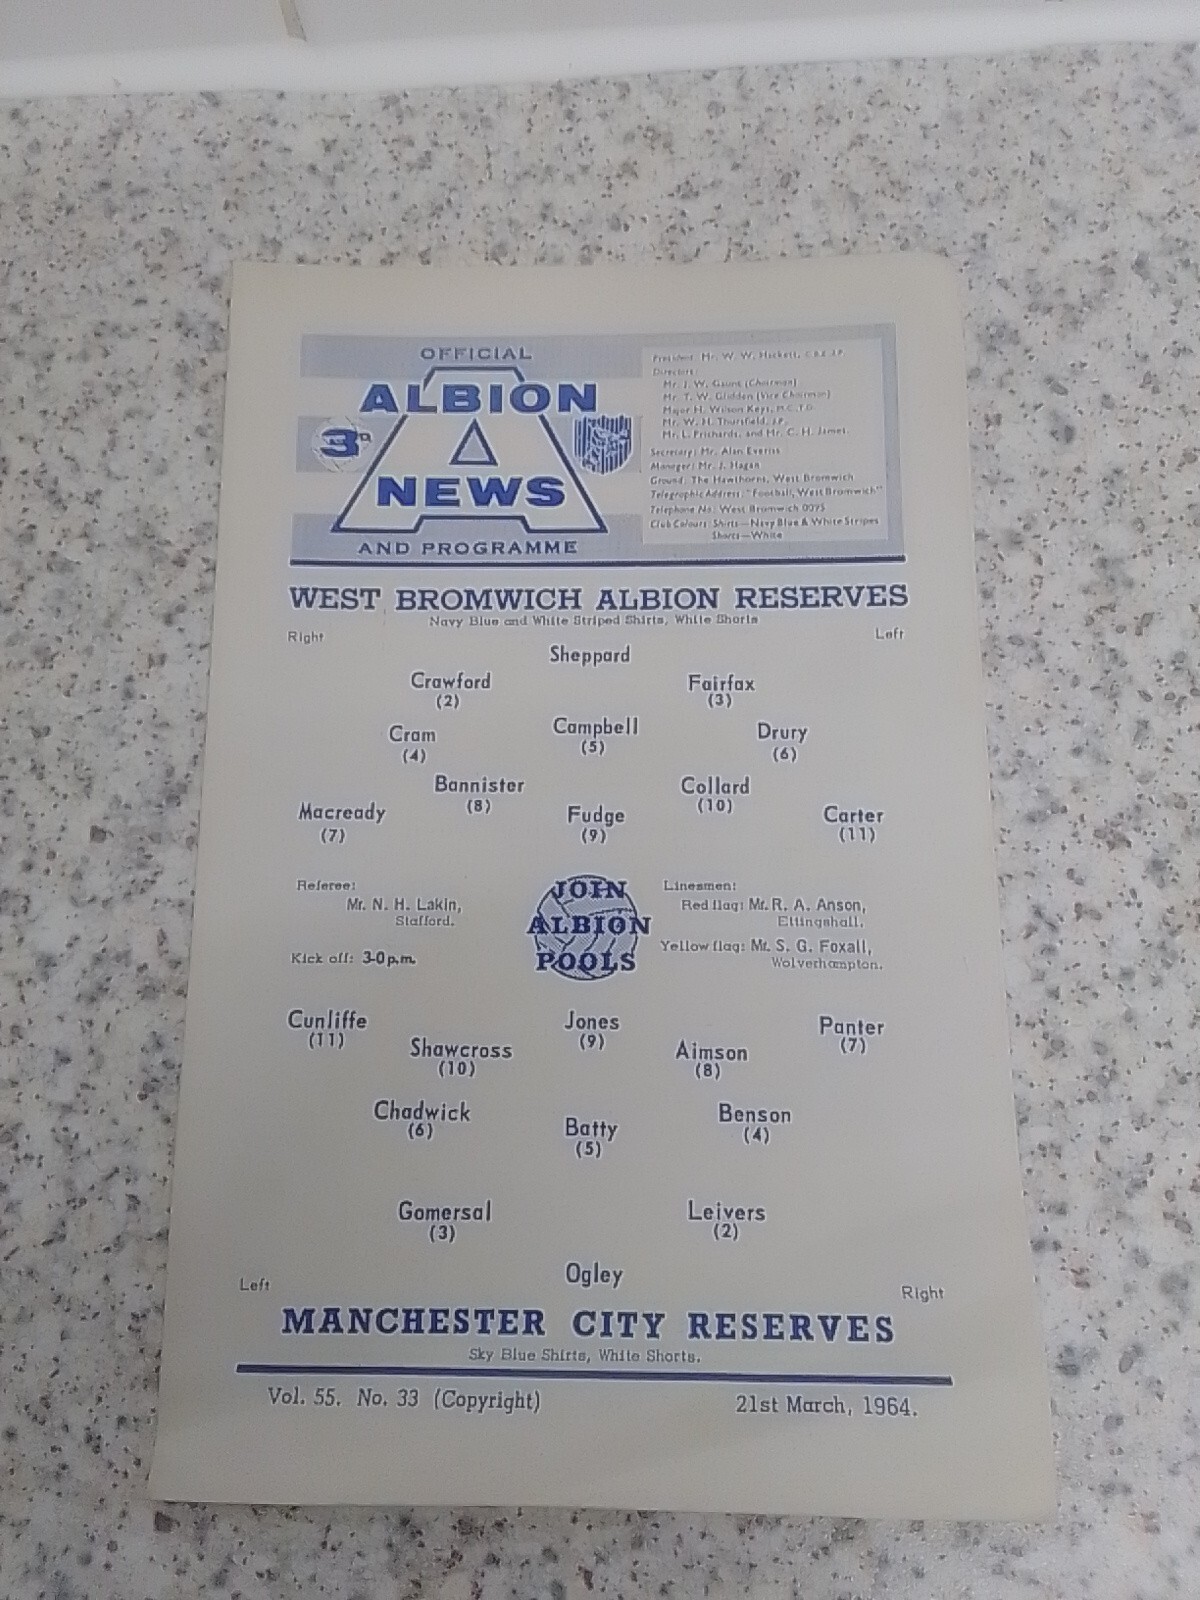 OFFICIAL
ALBION
3D
NEWS
AND PROGRAMME
President: Mr. W. W. Hackett, C.B.E. J.P.
Directors:
Mr. J. W. Gaunt (Chairman)
Mr. T. W. Glidden (Vice Chairman)
Major H. Wilson Keys, M.C., T.D.
Mr. W. H. Thursfield, J.P.
Mr. L. Prichards, and Mr. C. H. James.
Secretary: Mr. Alan Everiss
Manager: Mr. J. Hagan
Ground: The Hawthorns, West Bromwich
Telegraphic Address: "Football, West Bromwich"
Telephone No: West Bromwich 0095
Club Colours: Shirts—Navy Blue & White Stripes
Shorts—White
WEST BROMWICH ALBION RESERVES
Navy Blue and White Striped Shirts, White Shorts
Right Left
Sheppard
Crawford Fairfax
(2) (3)
Cram Campbell Drury
(4) (5) (6)
Bannister Collard
(8) (10)
Macready Fudge Carter
(7) (9) (11)
Referee:
Mr. N. H. Lakin,
Stafford.
Kick off: 3-0 p.m.
JOIN
ALBION
POOLS
Linesmen:
Red flag: Mr. R. A. Anson,
Ettingshall.
Yellow flag: Mr. S. G. Foxall,
Wolverhampton.
Cunliffe Jones Panter
(11) (9) (7)
Shawcross Aimson
(10) (8)
Chadwick Batty Benson
(6) (5) (4)
Gomersal Leivers
(3) (2)
Ogley
Left Right
MANCHESTER CITY RESERVES
Sky Blue Shirts, White Shorts.
Vol. 55. No. 33 (Copyright) 21st March, 1964.